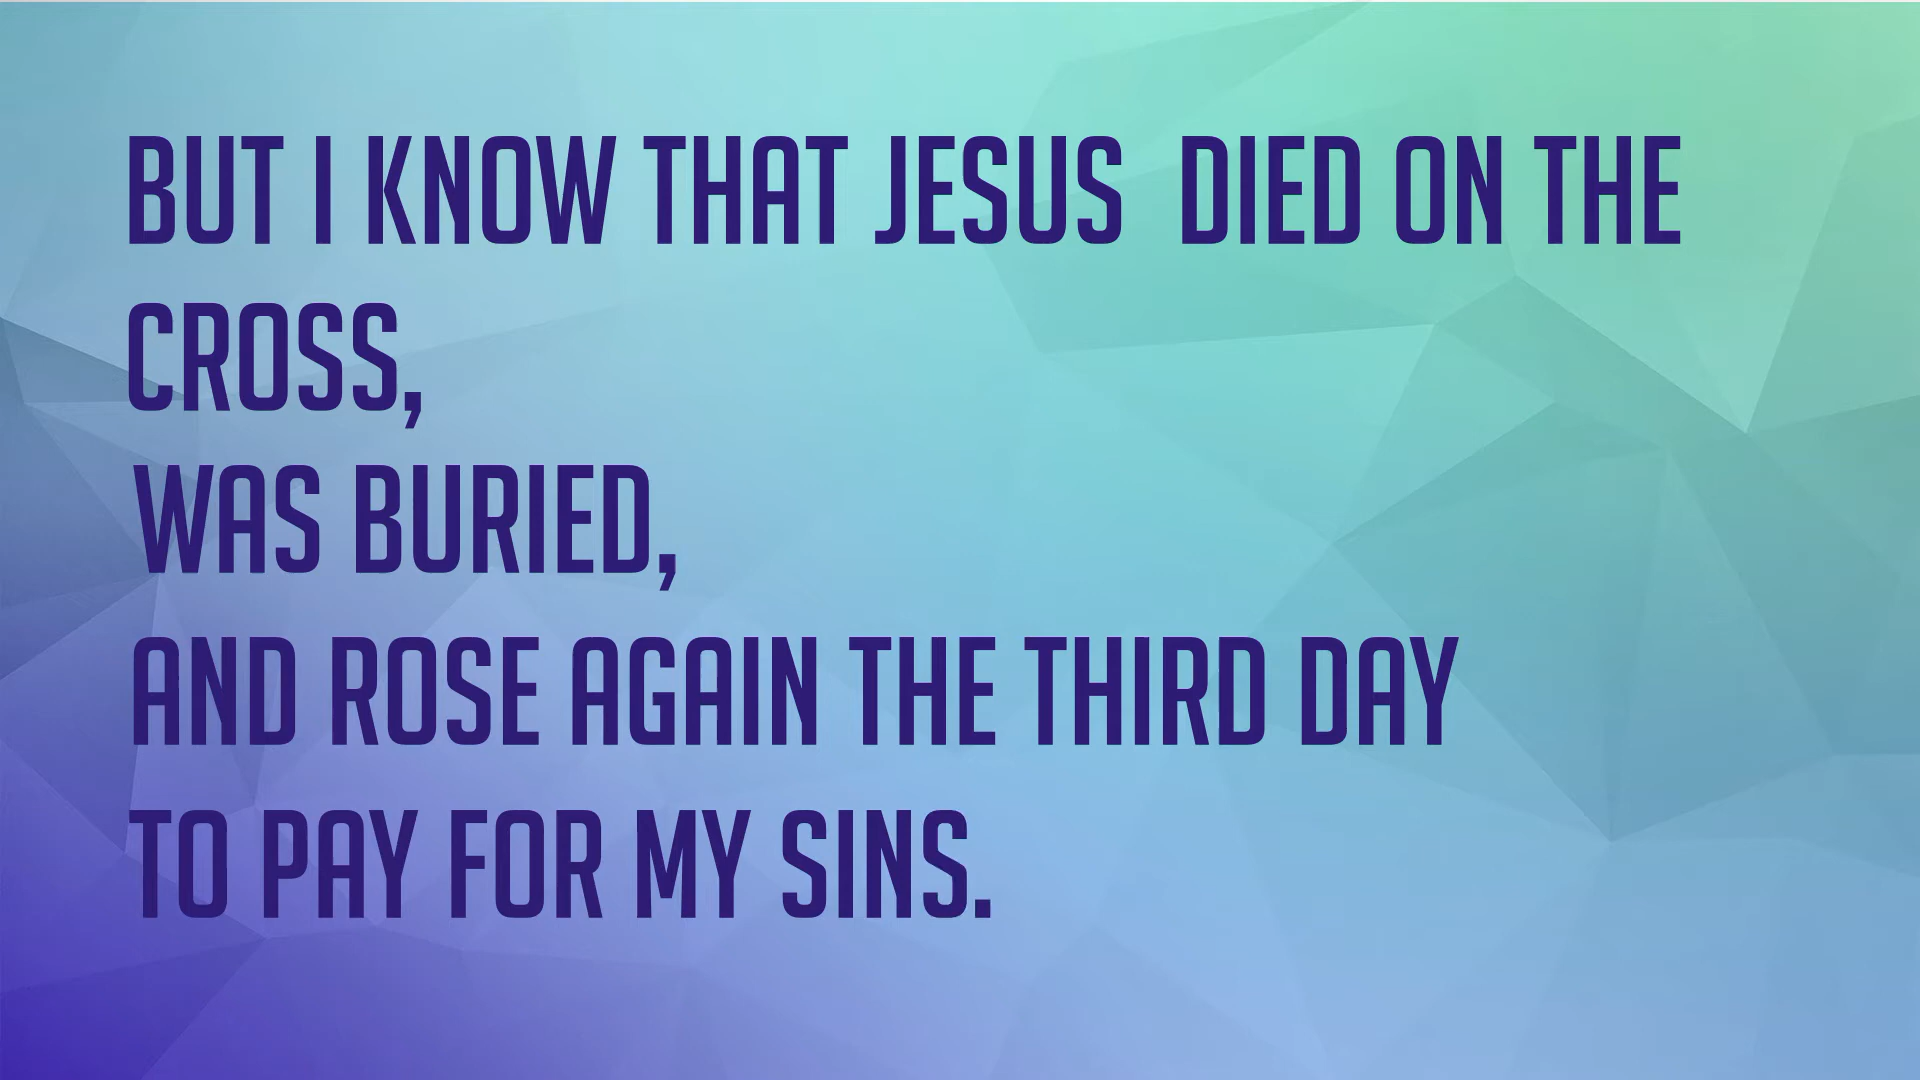 BUT I KNOW THAT JESUS  DIED ON THE
CROSS,
WAS BURIED,
AND ROSE AGAIN THE THIRD DAY
TO PAY FOR MY SINS.